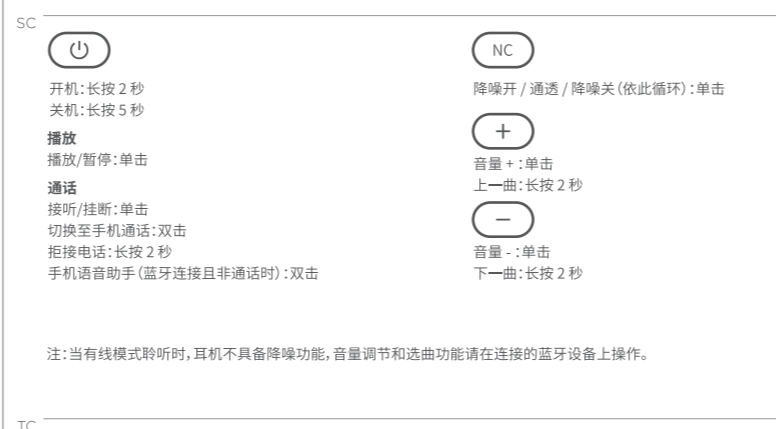 SC
开机：长按 2 秒
关机：长按 5 秒
播放
播放/暂停：单击
通话
接听/挂断：单击
切换至手机通话：双击
拒接电话：长按 2 秒
手机语音助手（蓝牙连接且非通话时）：双击
NC
降噪开 / 通透 / 降噪关（依此循环）：单击
+
音量 + ：单击
上一曲：长按 2 秒
−
音量 - ：单击
下一曲：长按 2 秒
注：当有线模式聆听时，耳机不具备降噪功能，音量调节和选曲功能请在连接的蓝牙设备上操作。
TC